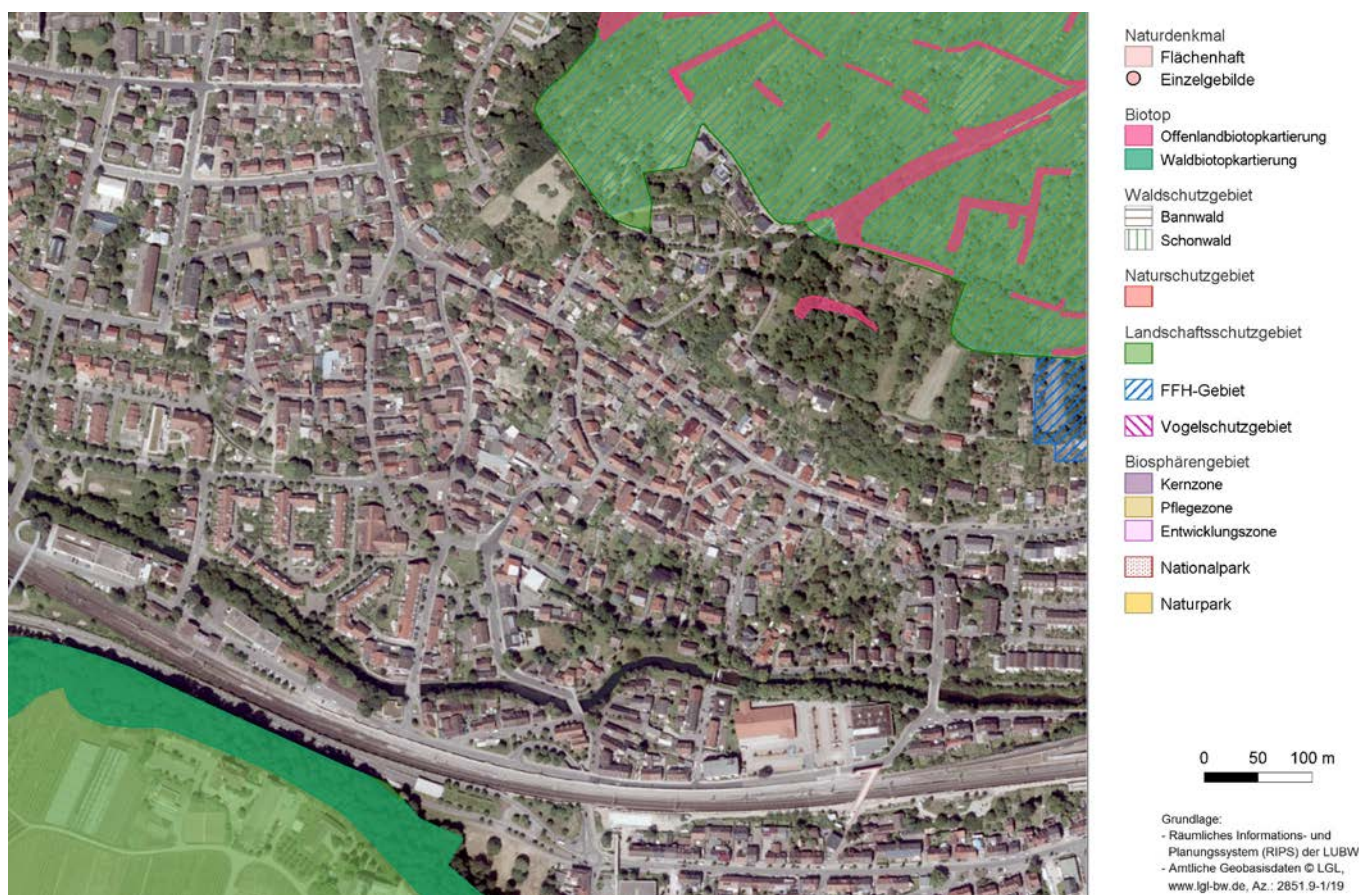 Naturdenkmal
Flächenhaft
Einzelgebilde
Biotop
Offenlandbiotopkartierung
Waldbiotopkartierung
Waldschutzgebiet
Bannwald
Schonwald
Naturschutzgebiet
Landschaftsschutzgebiet
FFH-Gebiet
Vogelschutzgebiet
Biosphärengebiet
Kernzone
Pflegezone
Entwicklungszone
Nationalpark
Naturpark
0 50 100 m
Grundlage:
- Räumliches Informations- und
Planungssystem (RIPS) der LUBW
- Amtliche Geobasisdaten © LGL,
www.lgl-bw.de, Az.: 2851.9-1/19